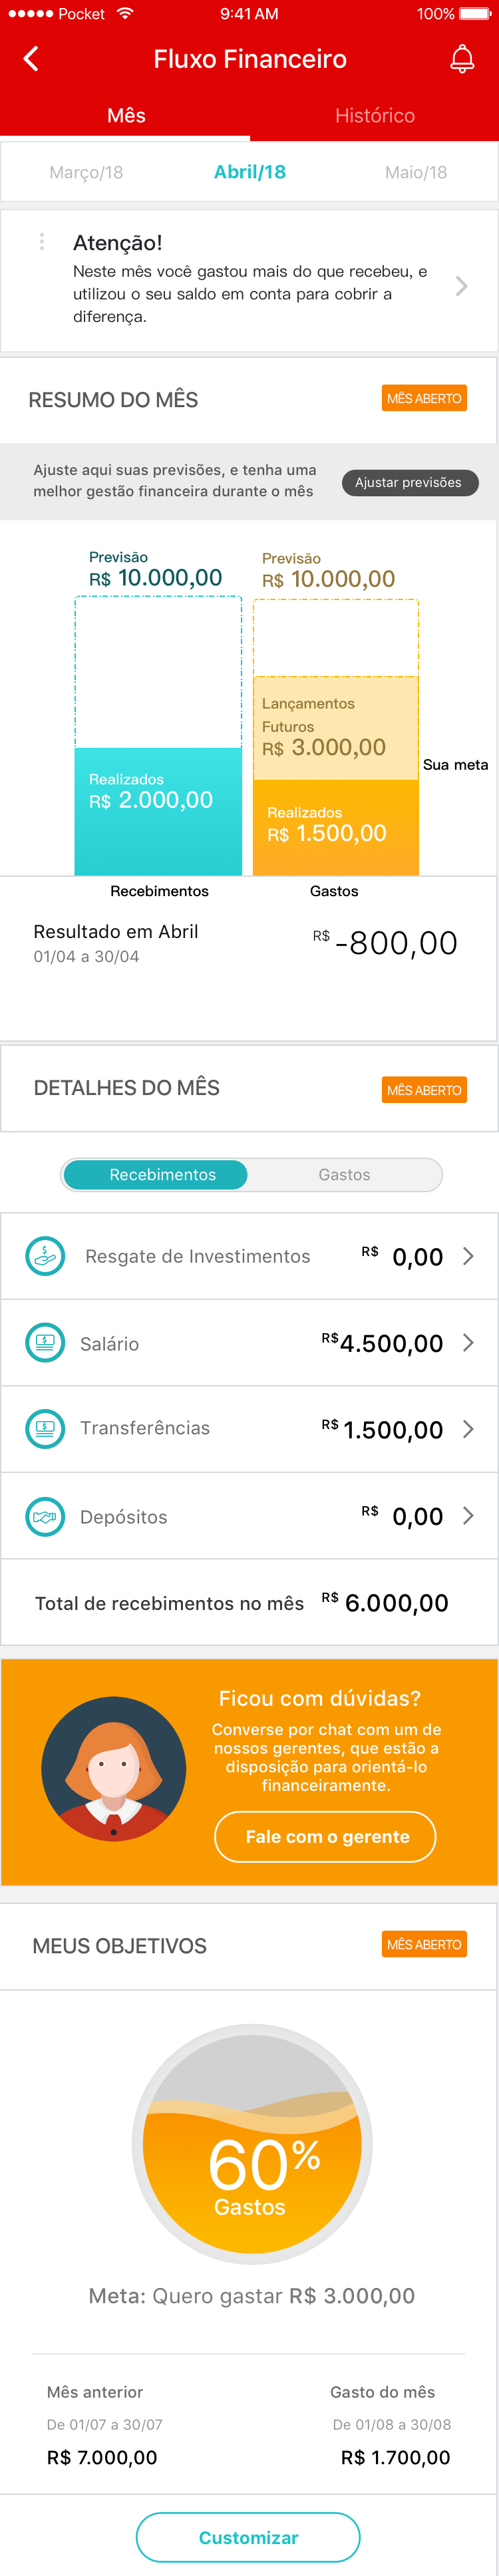 Pocket 9:41 AM 100%
Fluxo Financeiro
Mês Histórico
Março/18 Abril/18 Maio/18
Atenção!
Neste mês você gastou mais do que recebeu, e
utilizou o seu saldo em conta para cobrir a
diferença.
RESUMO DO MÊS MÊS ABERTO
Ajuste aqui suas previsões, e tenha uma
melhor gestão financeira durante o mês
Ajustar previsões
Previsão
R$ 10.000,00
Previsão
R$ 10.000,00
Lançamentos
Futuros
R$ 3.000,00
Sua meta
Realizados
R$ 2.000,00
Realizados
R$ 1.500,00
Recebimentos Gastos
Resultado em Abril R$ -800,00
01/04 a 30/04
DETALHES DO MÊS MÊS ABERTO
Recebimentos Gastos
Resgate de Investimentos R$ 0,00
Salário R$ 4.500,00
Transferências R$ 1.500,00
Depósitos R$ 0,00
Total de recebimentos no mês R$ 6.000,00
Ficou com dúvidas?
Converse por chat com um de
nossos gerentes, que estão a
disposição para orientá-lo
financeiramente.
Fale com o gerente
MEUS OBJETIVOS MÊS ABERTO
60%
Gastos
Meta: Quero gastar R$ 3.000,00
Mês anterior Gasto do mês
De 01/07 a 30/07 De 01/08 a 30/08
R$ 7.000,00 R$ 1.700,00
Customizar